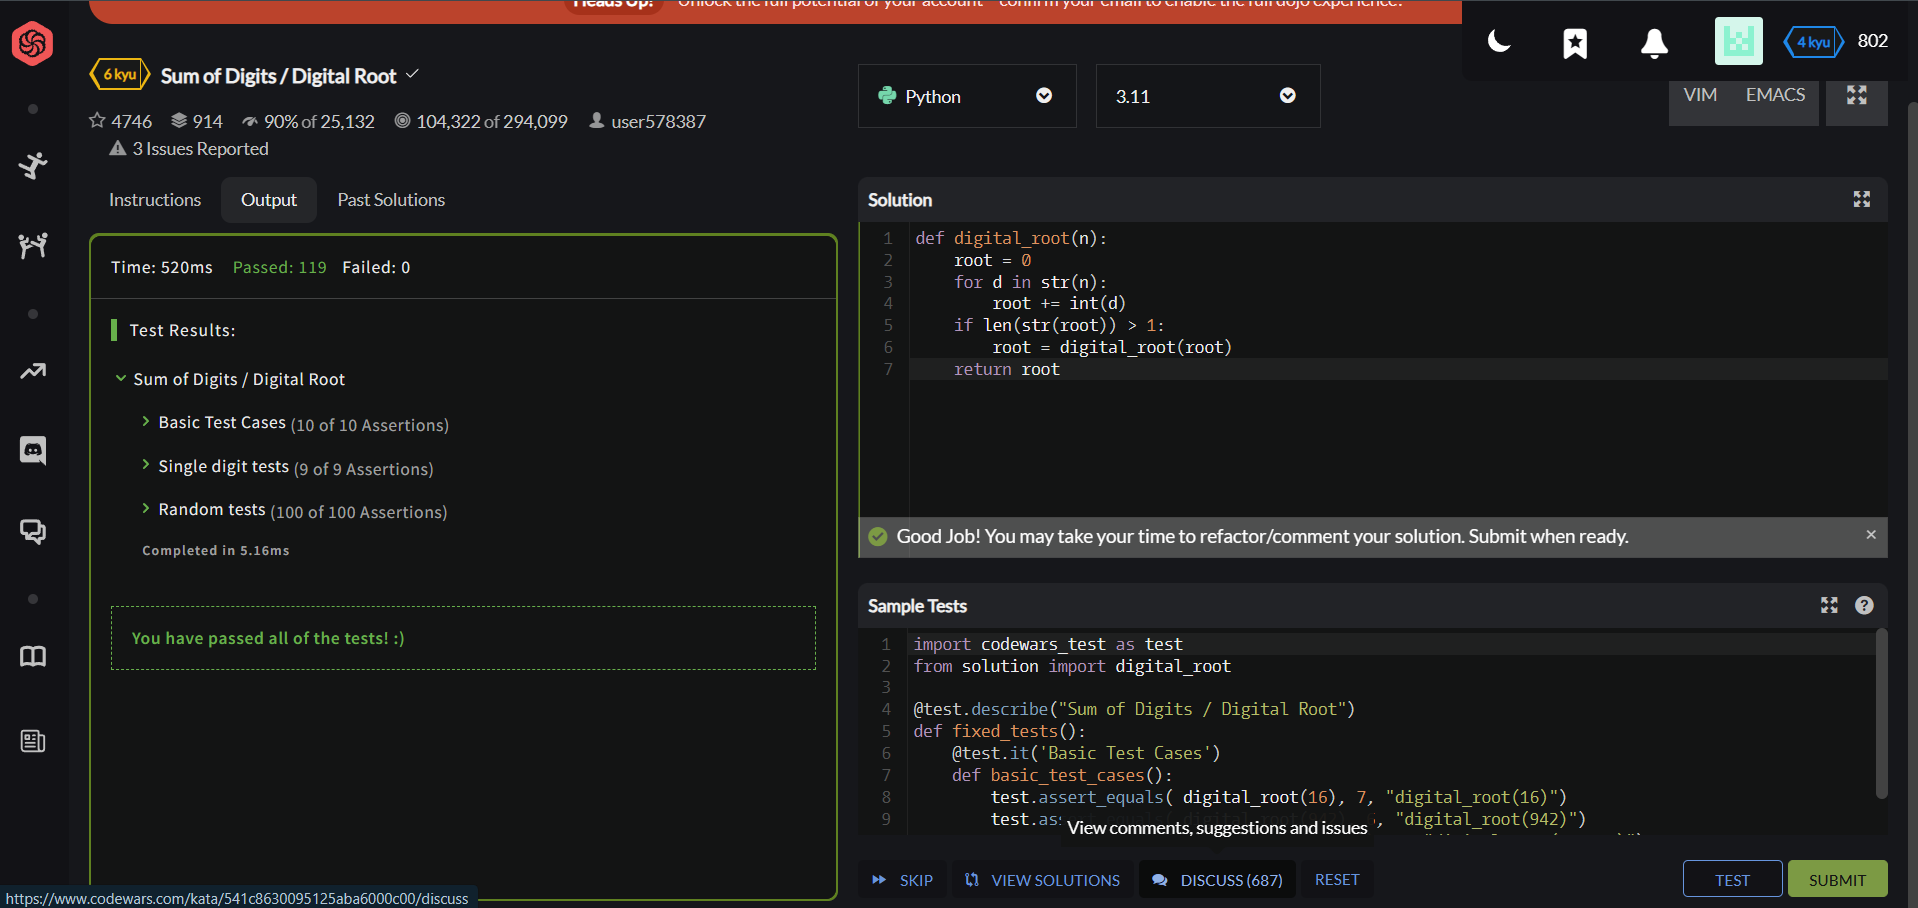 Heads Up! Unlock the full potential of your account – confirm your email to enable the full dojo experience.
4 kyu 802
6 kyu Sum of Digits / Digital Root
Python 3.11
VIM EMACS
4746 914 90% of 25,132 104,322 of 294,099 user578387
3 Issues Reported
Instructions Output Past Solutions
Time: 520ms Passed: 119 Failed: 0
Test Results:
Sum of Digits / Digital Root
Basic Test Cases (10 of 10 Assertions)
Single digit tests (9 of 9 Assertions)
Random tests (100 of 100 Assertions)
Completed in 5.16ms
You have passed all of the tests! :)
Solution
1 def digital_root(n):
2     root = 0
3     for d in str(n):
4         root += int(d)
5     if len(str(root)) > 1:
6         root = digital_root(root)
7     return root
Good Job! You may take your time to refactor/comment your solution. Submit when ready. ×
Sample Tests ?
1 import codewars_test as test
2 from solution import digital_root
3
4 @test.describe("Sum of Digits / Digital Root")
5 def fixed_tests():
6     @test.it('Basic Test Cases')
7     def basic_test_cases():
8         test.assert_equals( digital_root(16), 7, "digital_root(16)")
9         test.as , "digital_root(942)")
View comments, suggestions and issues
SKIP VIEW SOLUTIONS DISCUSS (687) RESET TEST SUBMIT
https://www.codewars.com/kata/541c8630095125aba6000c00/discuss